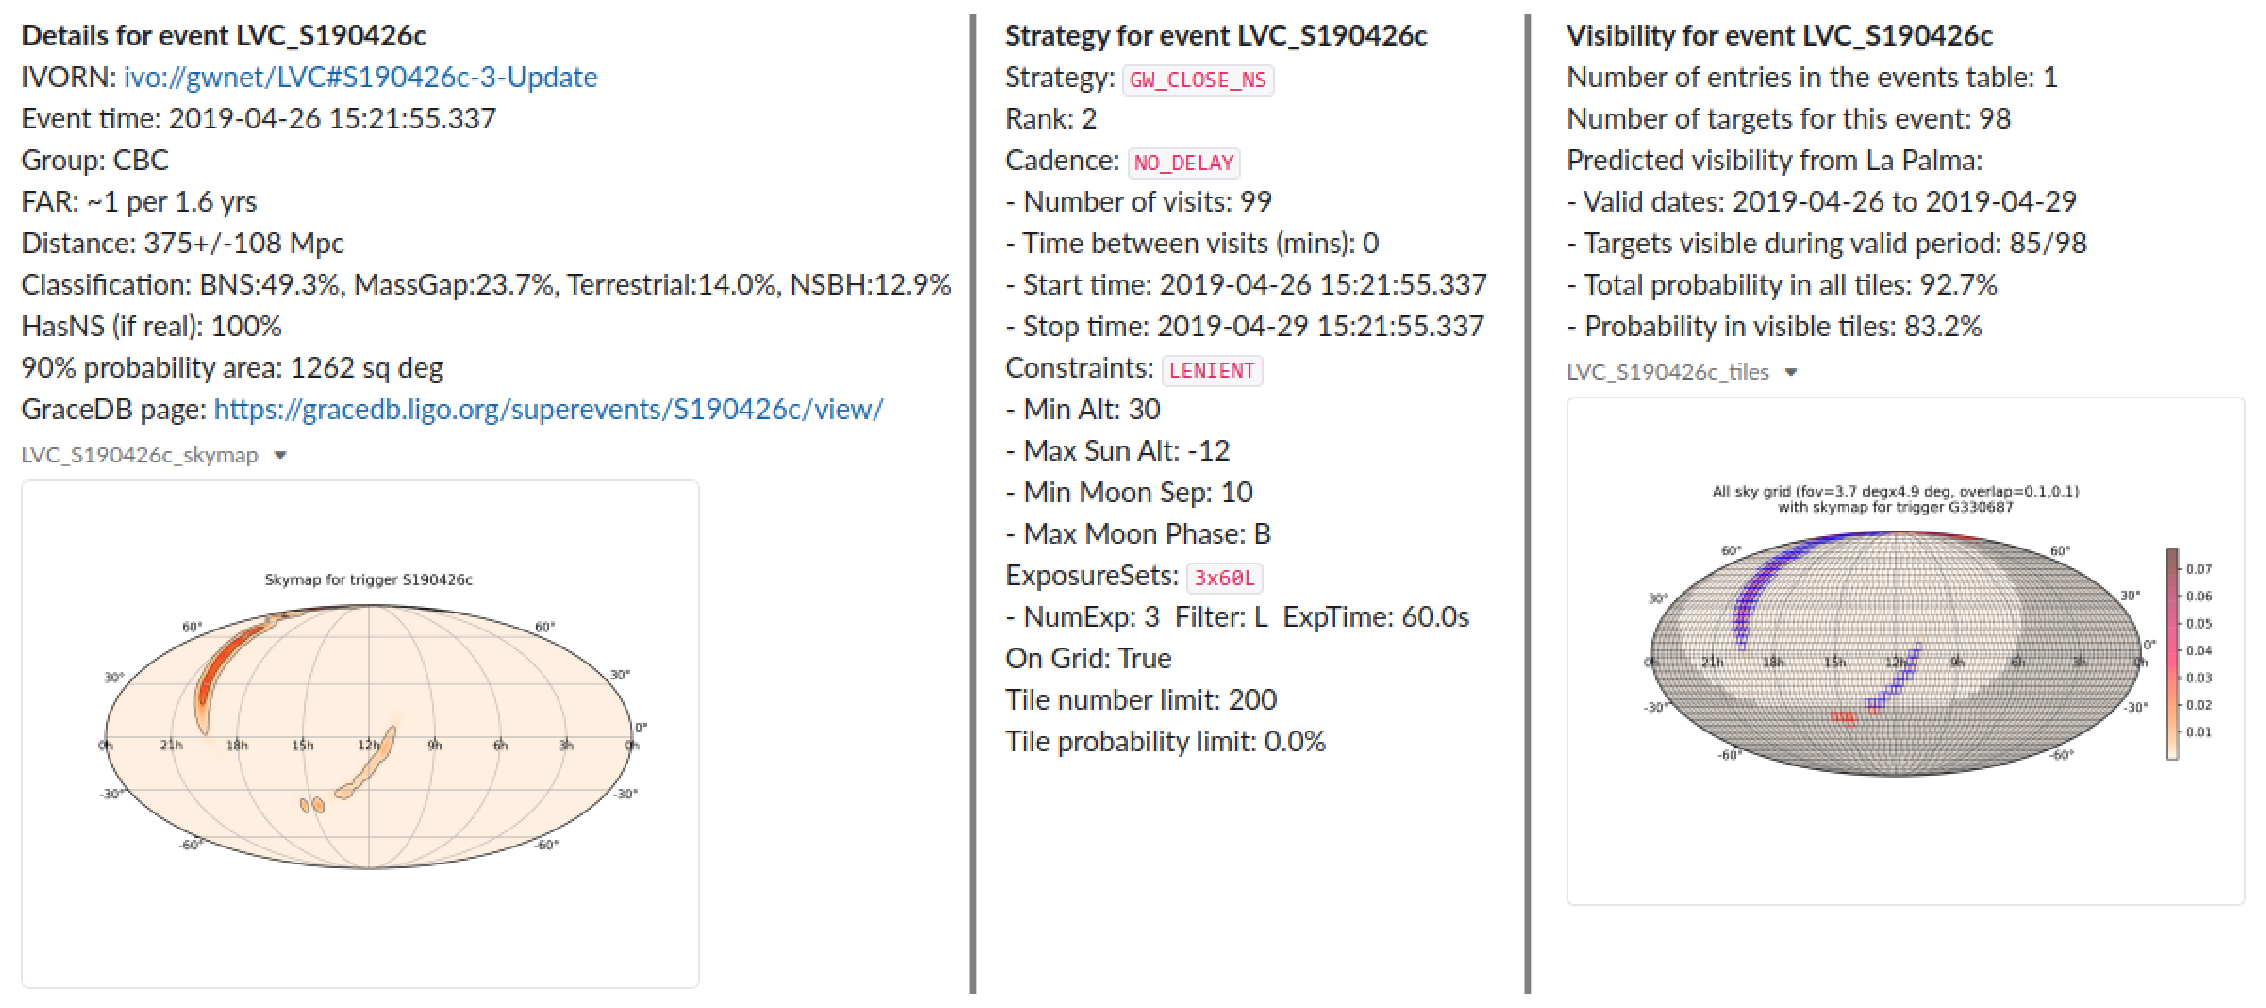 Details for event LVC_S190426c
IVORN: ivo://gwnet/LVC#S190426c-3-Update
Event time: 2019-04-26 15:21:55.337
Group: CBC
FAR: ~1 per 1.6 yrs
Distance: 375+/-108 Mpc
Classification: BNS:49.3%, MassGap:23.7%, Terrestrial:14.0%, NSBH:12.9%
HasNS (if real): 100%
90% probability area: 1262 sq deg
GraceDB page: https://gracedb.ligo.org/superevents/S190426c/view/
LVC_S190426c_skymap
Skymap for trigger S190426c
60° 60°
30° 30°
0h 21h 18h 15h 12h 9h 6h 3h 0h 0°
-30° -30°
-60° -60°
Strategy for event LVC_S190426c
Strategy: GW_CLOSE_NS
Rank: 2
Cadence: NO_DELAY
- Number of visits: 99
- Time between visits (mins): 0
- Start time: 2019-04-26 15:21:55.337
- Stop time: 2019-04-29 15:21:55.337
Constraints: LENIENT
- Min Alt: 30
- Max Sun Alt: -12
- Min Moon Sep: 10
- Max Moon Phase: B
ExposureSets: 3x60L
- NumExp: 3 Filter: L ExpTime: 60.0s
On Grid: True
Tile number limit: 200
Tile probability limit: 0.0%
Visibility for event LVC_S190426c
Number of entries in the events table: 1
Number of targets for this event: 98
Predicted visibility from La Palma:
- Valid dates: 2019-04-26 to 2019-04-29
- Targets visible during valid period: 85/98
- Total probability in all tiles: 92.7%
- Probability in visible tiles: 83.2%
LVC_S190426c_tiles
All sky grid (fov=3.7 degx4.9 deg, overlap=0.1,0.1)
with skymap for trigger G330687
60° 60°
30° 30°
0h 21h 18h 15h 12h 9h 6h 3h 0h 0°
-30° -30°
-60° -60°
0.07
0.06
0.05
0.04
0.03
0.02
0.01